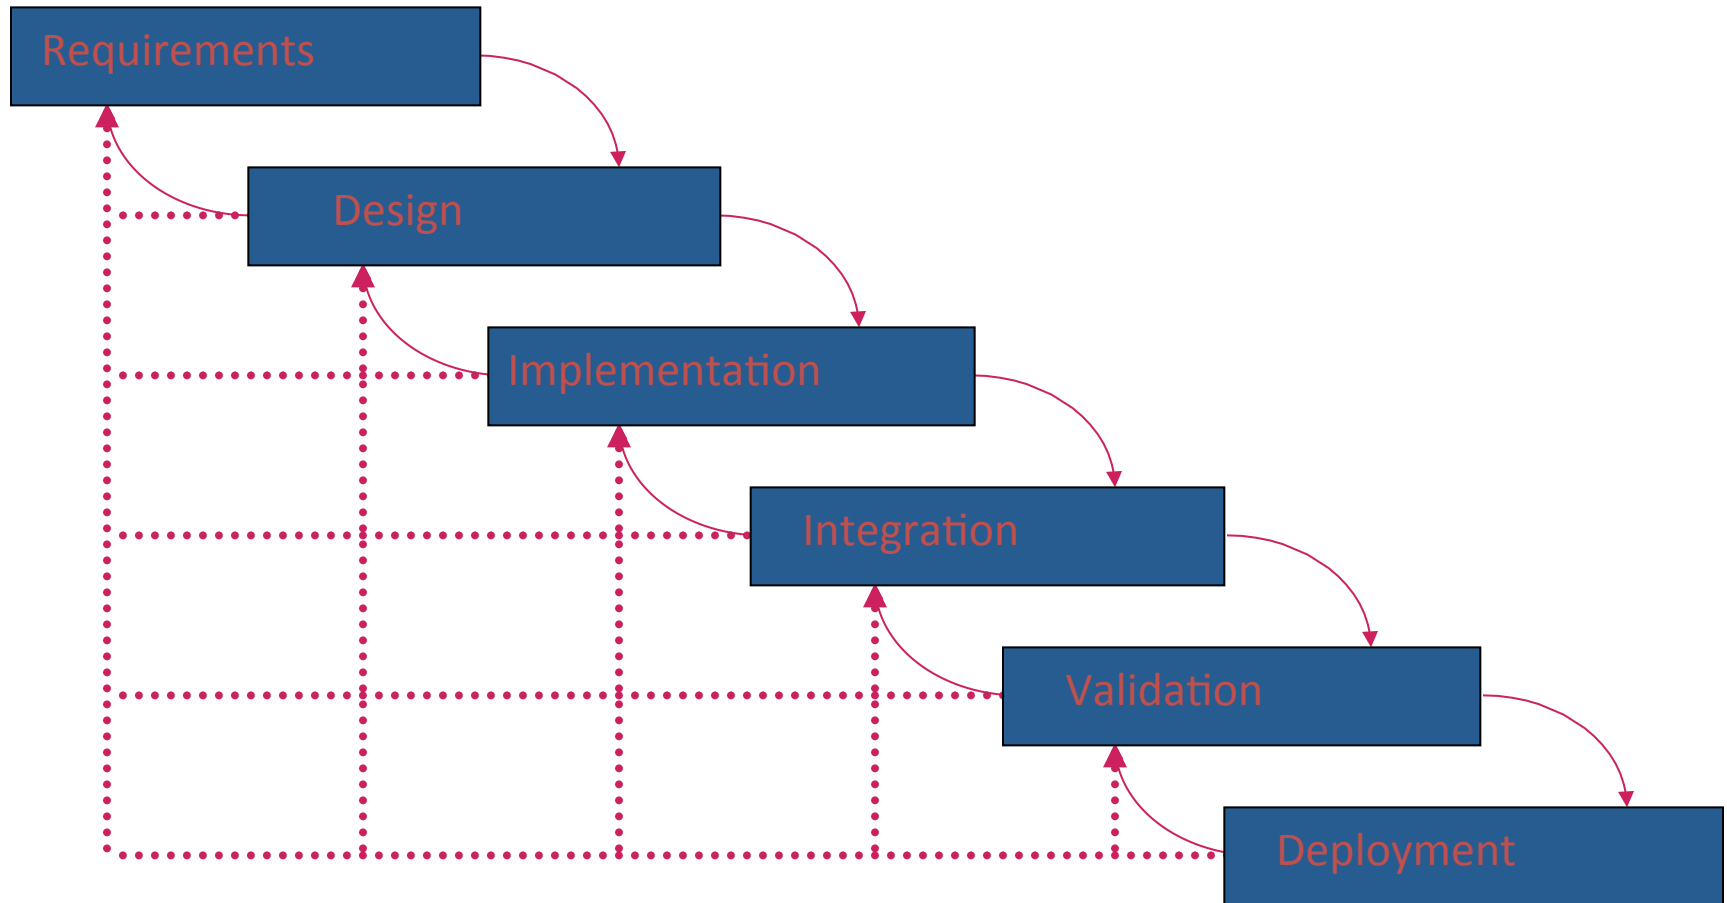 Requirements
Design
Implementation
Integration
Validation
Deployment